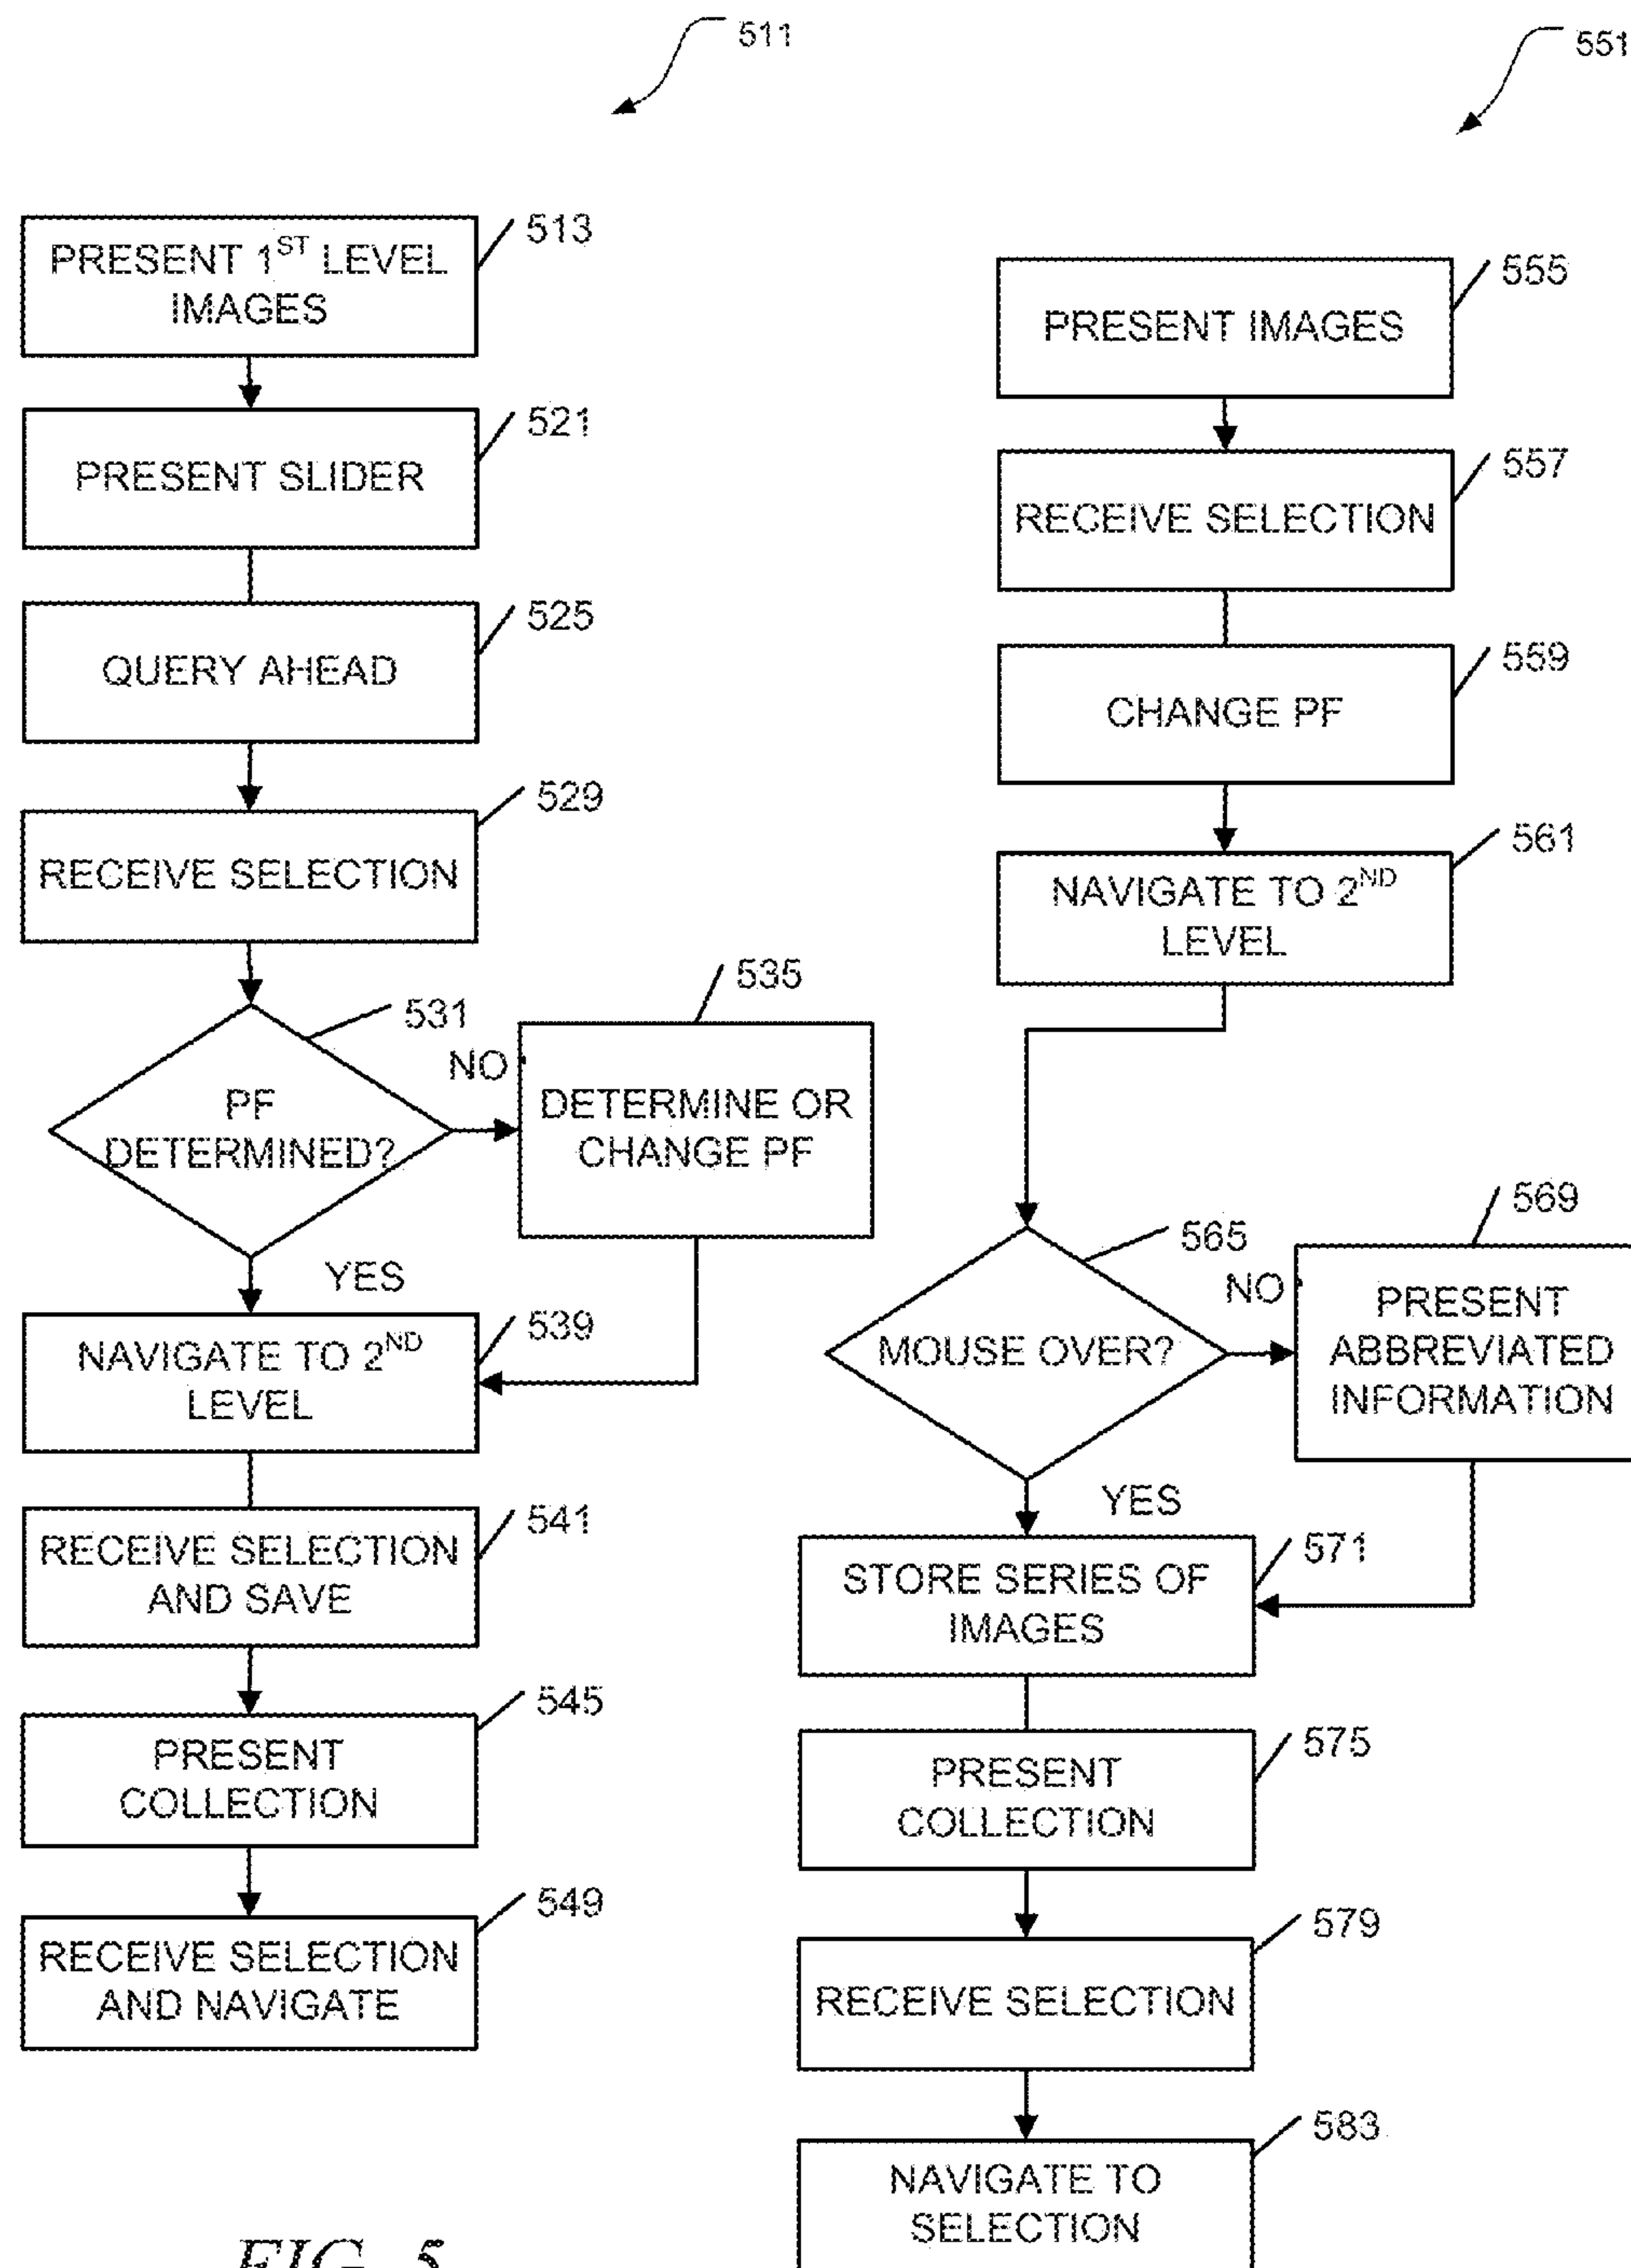 511
513
PRESENT 1ST LEVEL
IMAGES
521
PRESENT SLIDER
525
QUERY AHEAD
529
RECEIVE SELECTION
531
PF
DETERMINED?
NO
535
DETERMINE OR
CHANGE PF
YES
539
NAVIGATE TO 2ND
LEVEL
541
RECEIVE SELECTION
AND SAVE
545
PRESENT
COLLECTION
549
RECEIVE SELECTION
AND NAVIGATE
551
555
PRESENT IMAGES
557
RECEIVE SELECTION
559
CHANGE PF
561
NAVIGATE TO 2ND
LEVEL
565
MOUSE OVER?
NO
569
PRESENT
ABBREVIATED
INFORMATION
YES
571
STORE SERIES OF
IMAGES
575
PRESENT
COLLECTION
579
RECEIVE SELECTION
583
NAVIGATE TO
SELECTION
FIG. 5